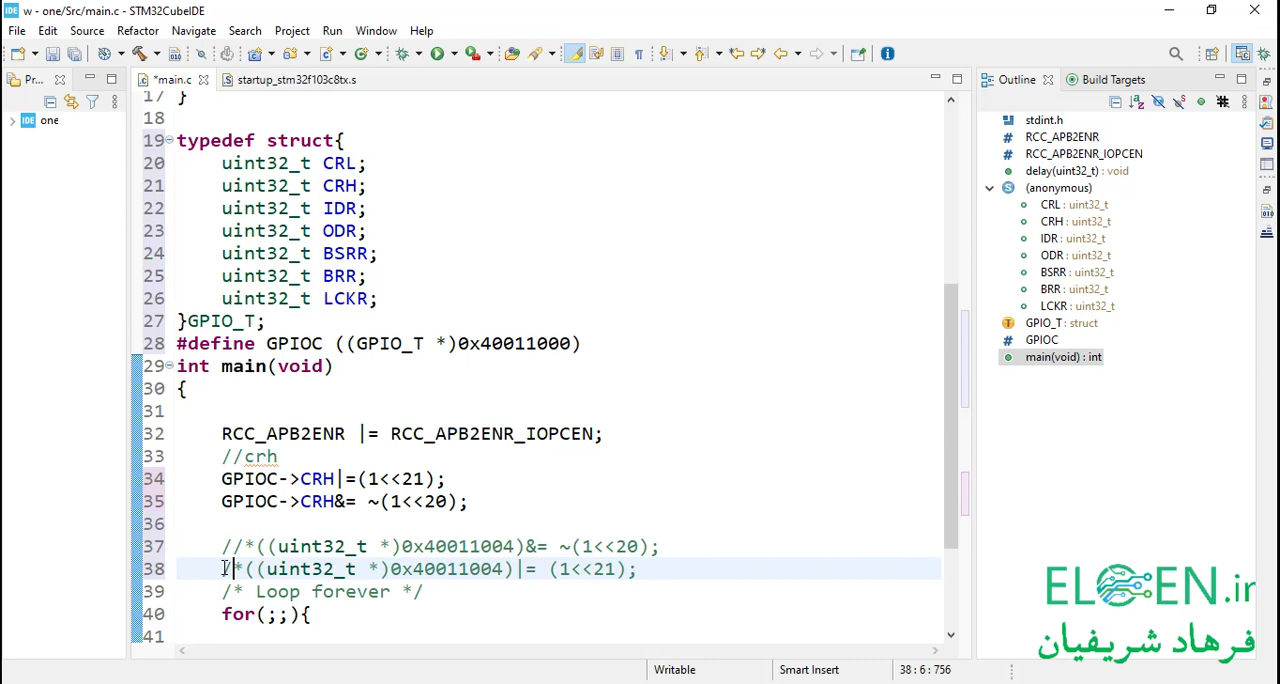 w - one/Src/main.c - STM32CubeIDE
File Edit Source Refactor Navigate Search Project Run Window Help
Pr... *main.c startup_stm32f103c8tx.s Outline Build Targets
one
17 }
18
19 typedef struct{
20 uint32_t CRL;
21 uint32_t CRH;
22 uint32_t IDR;
23 uint32_t ODR;
24 uint32_t BSRR;
25 uint32_t BRR;
26 uint32_t LCKR;
27 }GPIO_T;
28 #define GPIOC ((GPIO_T *)0x40011000)
29 int main(void)
30 {
31
32 RCC_APB2ENR |= RCC_APB2ENR_IOPCEN;
33 //crh
34 GPIOC->CRH|=(1<<21);
35 GPIOC->CRH&= ~(1<<20);
36
37 //*((uint32_t *)0x40011004)&= ~(1<<20);
38 /*((uint32_t *)0x40011004)|= (1<<21);
39 /* Loop forever */
40 for(;;){
41
stdint.h
RCC_APB2ENR
RCC_APB2ENR_IOPCEN
delay(uint32_t) : void
(anonymous)
CRL : uint32_t
CRH : uint32_t
IDR : uint32_t
ODR : uint32_t
BSRR : uint32_t
BRR : uint32_t
LCKR : uint32_t
GPIO_T : struct
GPIOC
main(void) : int
ELOEN.ir
فرهاد شریفیان
Writable Smart Insert 38 : 6 : 756